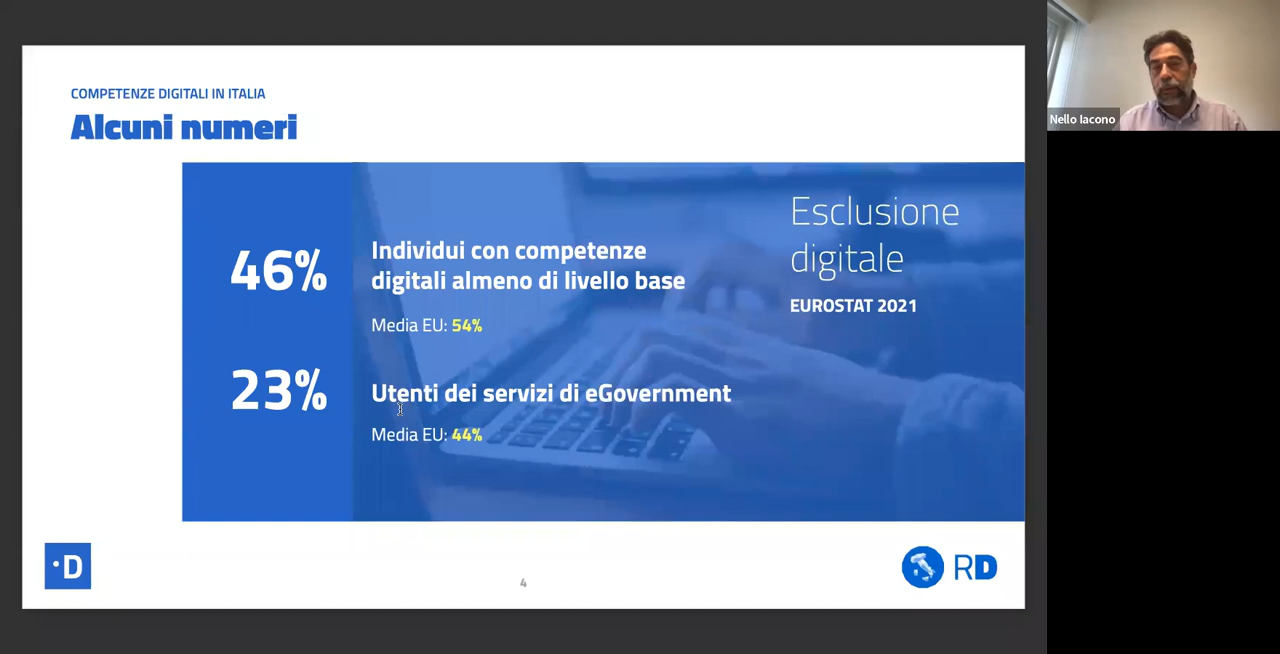 COMPETENZE DIGITALI IN ITALIA
Alcuni numeri
46%
Individui con competenze
digitali almeno di livello base
Media EU: 54%
23%
Utenti dei servizi di eGovernment
Media EU: 44%
Esclusione
digitale
EUROSTAT 2021
·D
4
RD
Nello Iacono